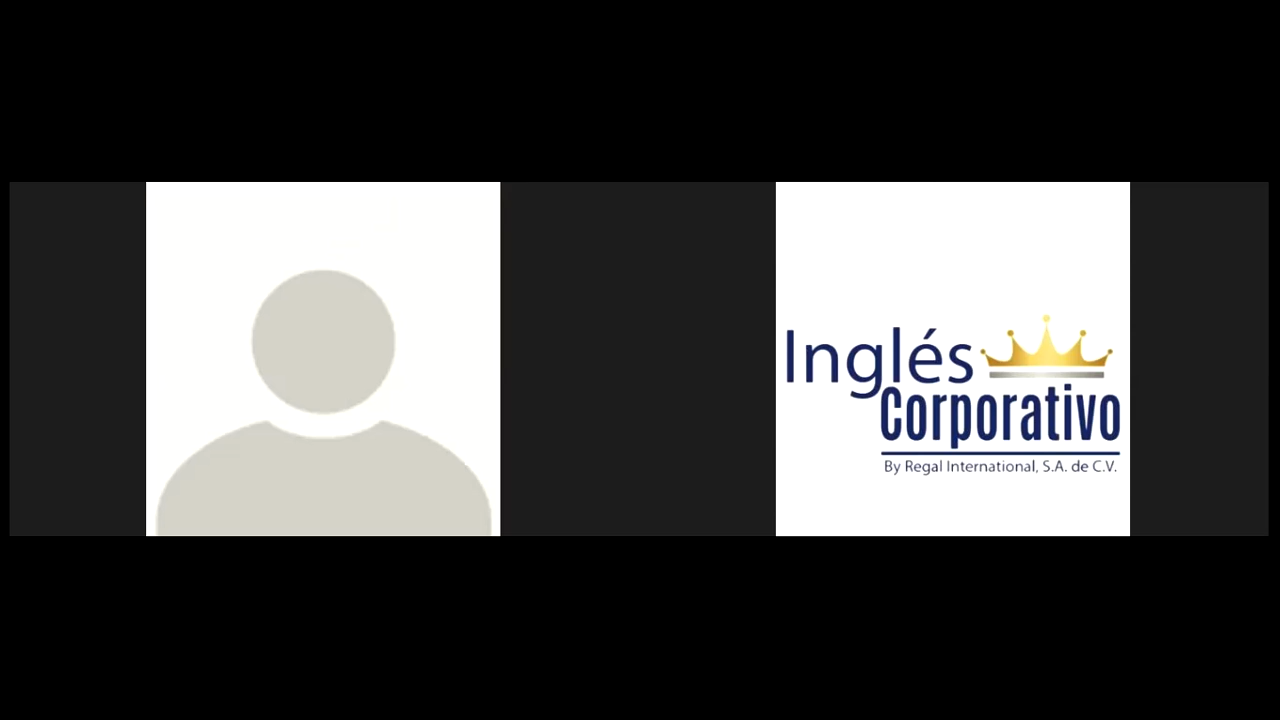 Inglés
Corporativo
By Regal International, S.A. de C.V.